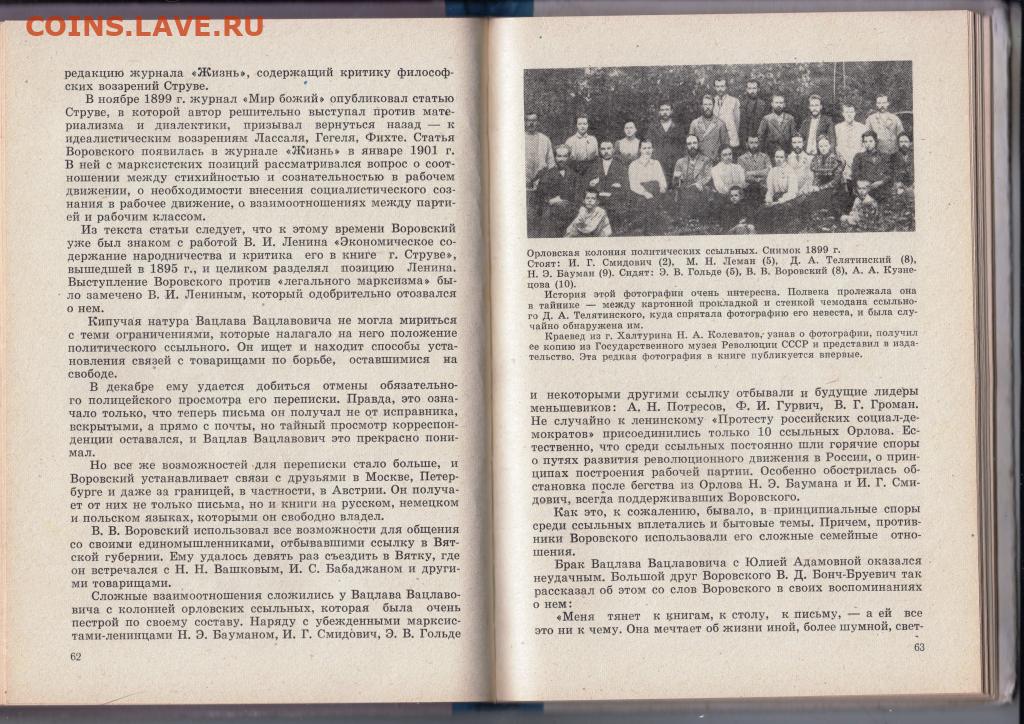 COINS.LAVE.RU
редакцию журнала «Жизнь», содержащий критику философ-
ских воззрений Струве.
В ноябре 1899 г. журнал «Мир божий» опубликовал статью
Струве, в которой автор решительно выступал против мате-
риализма и диалектики, призывал вернуться назад — к
идеалистическим воззрениям Лассаля, Гегеля, Фихте. Статья
Воровского появилась в журнале «Жизнь» в январе 1901 г.
В ней с марксистских позиций рассматривался вопрос о соот-
ношении между стихийностью и сознательностью в рабочем
движении, о необходимости внесения социалистического соз-
нания в рабочее движение, о взаимоотношениях между парти-
ей и рабочим классом.
Из текста статьи следует, что к этому времени Воровский
уже был знаком с работой В. И. Ленина «Экономическое со-
держание народничества и критика его в книге г. Струве»,
вышедшей в 1895 г., и целиком разделял позицию Ленина.
Выступление Воровского против «легального марксизма» бы-
ло замечено В. И. Лениным, который одобрительно отозвался
о нем.
Кипучая натура Вацлава Вацлавовича не могла мириться
с теми ограничениями, которые налагало на него положение
политического ссыльного. Он ищет и находит способы уста-
новления связей с товарищами по борьбе, оставшимися на
свободе.
В декабре ему удается добиться отмены обязательно-
го полицейского просмотра его переписки. Правда, это озна-
чало только, что теперь письма он получал не от исправника,
вскрытыми, а прямо с почты, но тайный просмотр корреспон-
денции оставался, и Вацлав Вацлавович это прекрасно пони-
мал.
Но все же возможностей для переписки стало больше, и
Воровский устанавливает связи с друзьями в Москве, Петер-
бурге и даже за границей, в частности, в Австрии. Он получа-
ет от них не только письма, но и книги на русском, немецком
и польском языках, которыми он свободно владел.
В. В. Воровский использовал все возможности для общения
со своими единомышленниками, отбывавшими ссылку в Вят-
ской губернии. Ему удалось девять раз съездить в Вятку, где
он встречался с Н. Н. Вашковым, И. С. Бабаджаном и други-
ми товарищами.
Сложные взаимоотношения сложились у Вацлава Вацлаво-
вича с колонией орловских ссыльных, которая была очень
пестрой по своему составу. Наряду с убежденными марксис-
тами-ленинцами Н. Э. Бауманом, И. Г. Смидович, Э. В. Гольде
62
Орловская колония политических ссыльных. Снимок 1899 г.
Стоят: И. Г. Смидович (2), М. Н. Леман (5), Д. А. Телятинский (8),
Н. Э. Бауман (9). Сидят: Э. В. Гольде (5), В. В. Воровский (8), А. А. Кузне-
цова (10).
История этой фотографии очень интересна. Полвека пролежала она
в тайнике — между картонной прокладкой и стенкой чемодана ссыльно-
го Д. А. Телятинского, куда спрятала фотографию его невеста, и была слу-
чайно обнаружена им.
Краевед из г. Халтурина Н. А. Колеватов, узнав о фотографии, получил
ее копию из Государственного музея Революции СССР и представил в изда-
тельство. Эта редкая фотография в книге публикуется впервые.
и некоторыми другими ссылку отбывали и будущие лидеры
меньшевиков: А. Н. Потресов, Ф. И. Гурвич, В. Г. Громан.
Не случайно к ленинскому «Протесту российских социал-де-
мократов» присоединились только 10 ссыльных Орлова. Ес-
тественно, что среди ссыльных постоянно шли горячие споры
о путях развития революционного движения в России, о прин-
ципах построения рабочей партии. Особенно обострилась об-
становка после бегства из Орлова Н. Э. Баумана и И. Г. Сми-
дович, всегда поддерживавших Воровского.
Как это, к сожалению, бывало, в принципиальные споры
среди ссыльных вплетались и бытовые темы. Причем, против-
ники Воровского использовали его сложные семейные отно-
шения.
Брак Вацлава Вацлавовича с Юлией Адамовной оказался
неудачным. Большой друг Воровского В. Д. Бонч-Бруевич так
рассказал об этом со слов Воровского в своих воспоминаниях
о нем:
«Меня тянет к книгам, к столу, к письму, — а ей все
это ни к чему. Она мечтает об жизни иной, более шумной, свет-
63